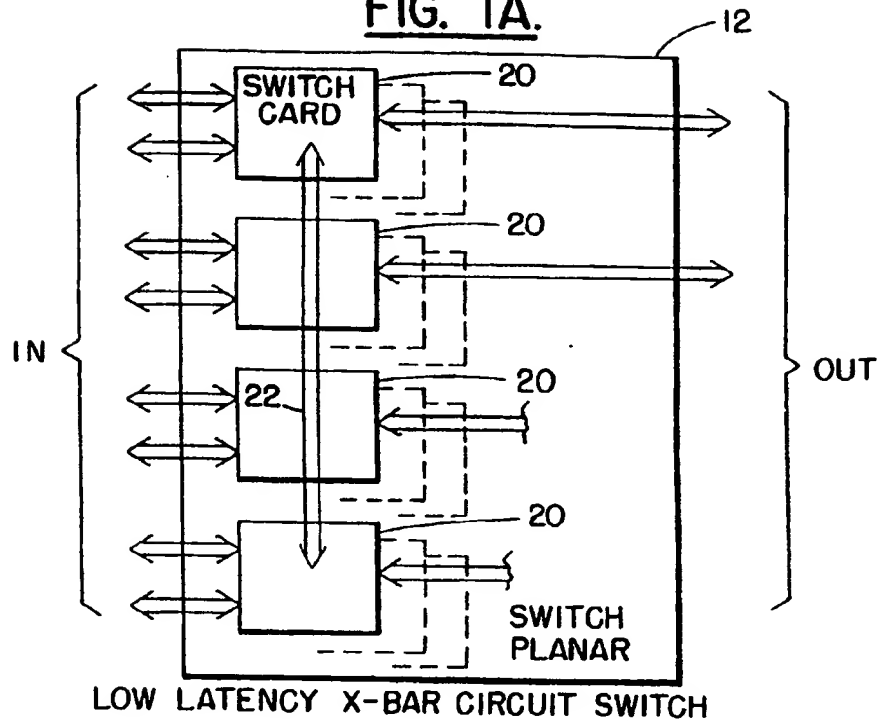 FIG. 1A.
12
SWITCH
CARD
20
20
IN
OUT
22
20
20
SWITCH
PLANAR
LOW LATENCY X-BAR CIRCUIT SWITCH